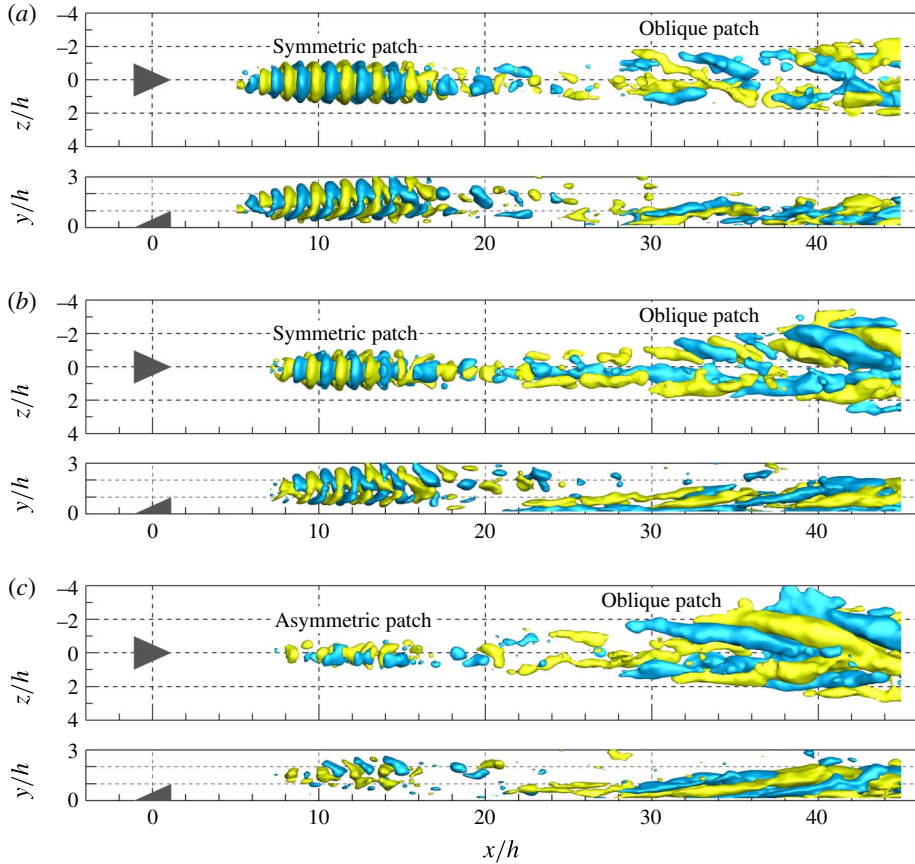 (a)
Symmetric patch
Oblique patch
–4
–2
0
2
4
z/h
3
0
y/h
0 10 20 30 40
(b)
Symmetric patch
Oblique patch
–4
–2
0
2
4
z/h
3
0
y/h
0 10 20 30 40
(c)
Asymmetric patch
Oblique patch
–4
–2
0
2
4
z/h
3
0
y/h
0 10 20 30 40
x/h